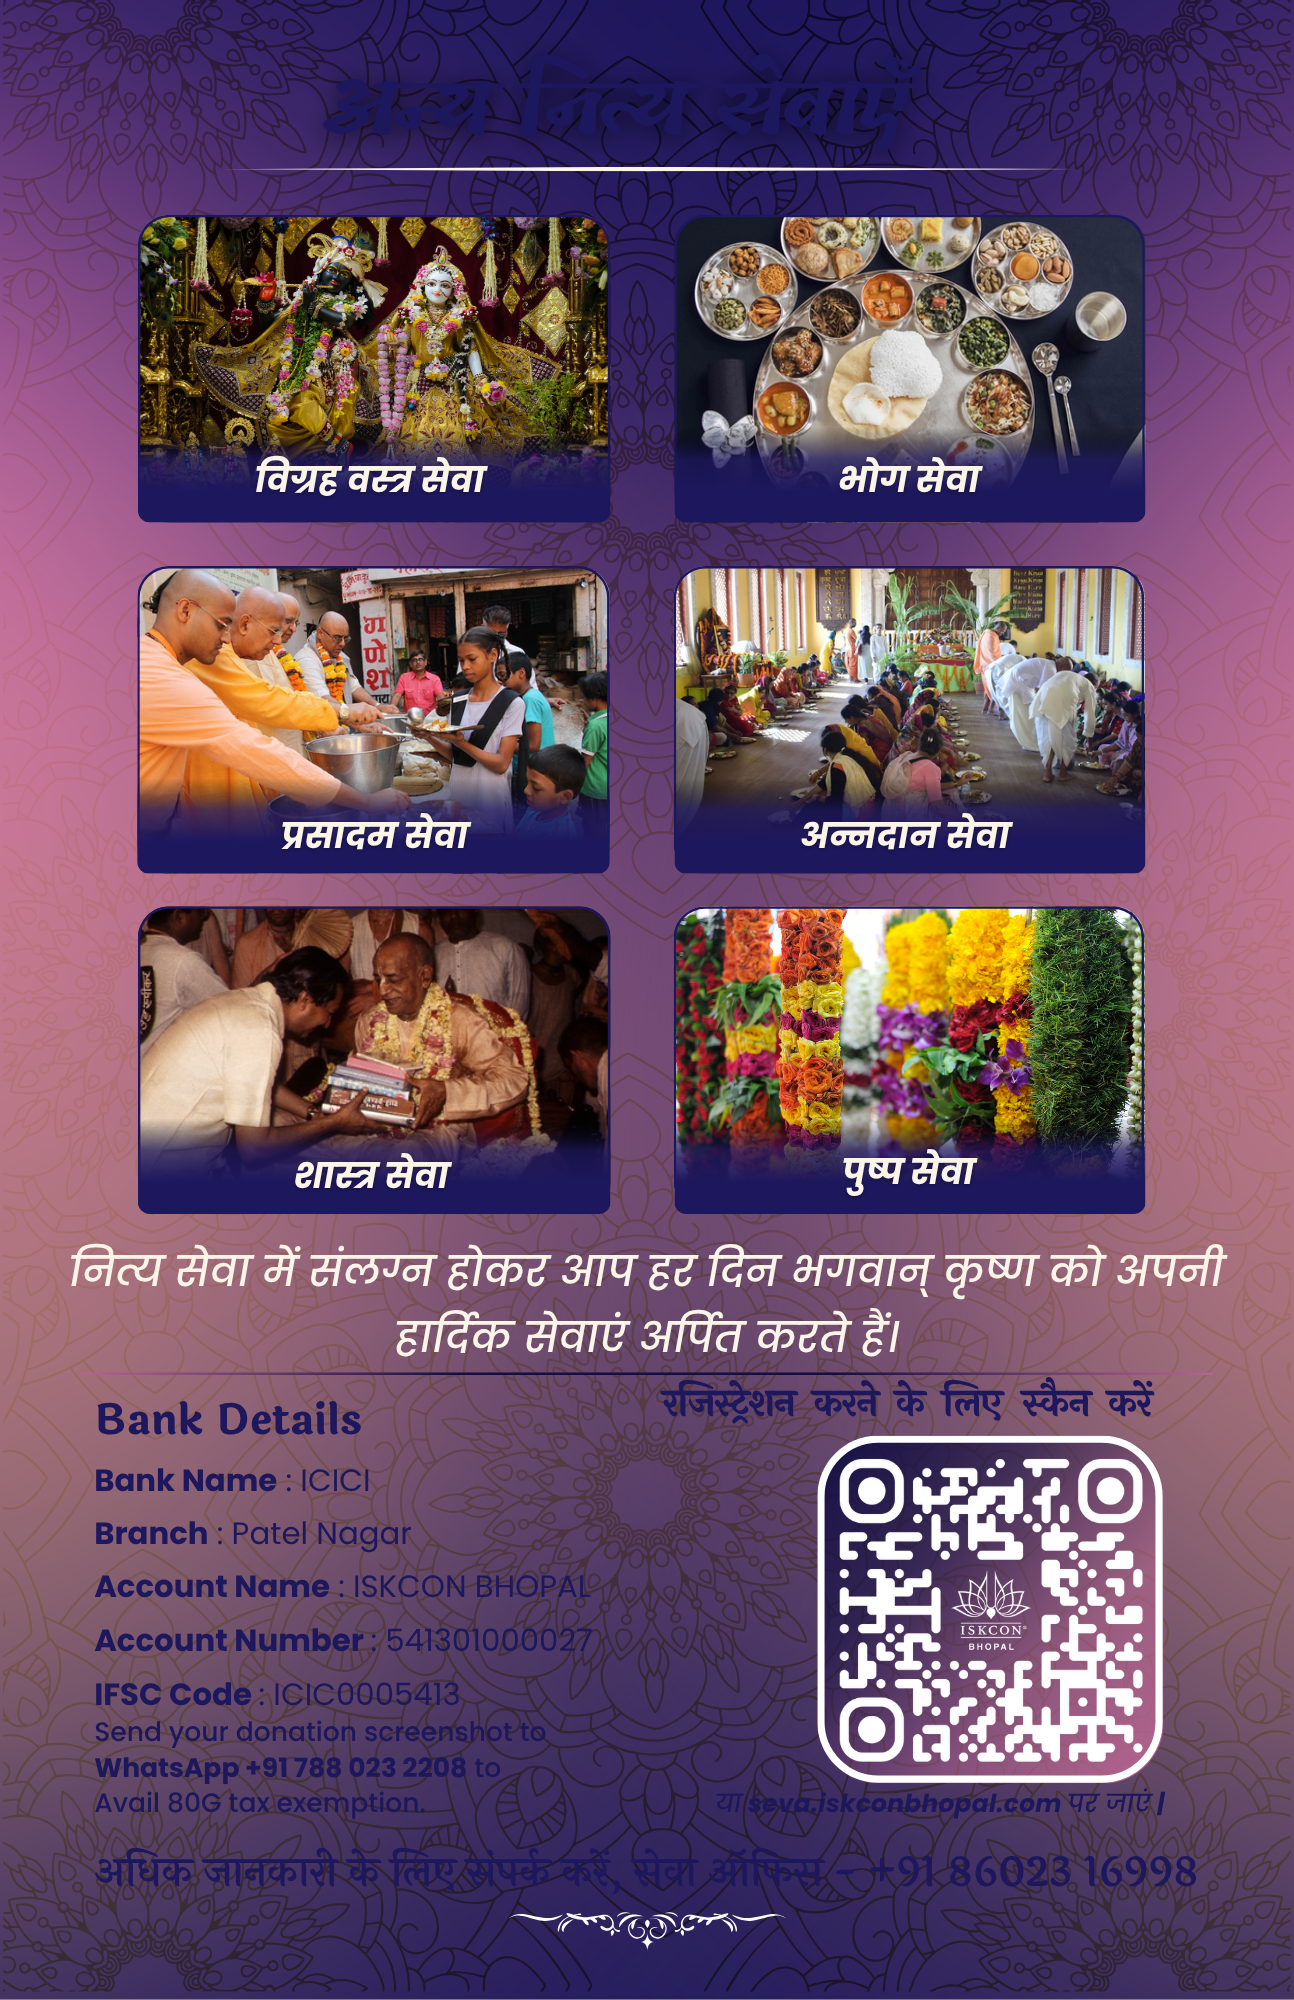 अन्य नित्य सेवाएँ
विग्रह वस्त्र सेवा
भोग सेवा
ग
णे
श
प्रसादम सेवा
अन्नदान सेवा
शास्त्र सेवा
पुष्प सेवा
नित्य सेवा में संलग्न होकर आप हर दिन भगवान् कृष्ण को अपनी
हार्दिक सेवाएं अर्पित करते हैं।
Bank Details
Bank Name : ICICI
Branch : Patel Nagar
Account Name : ISKCON BHOPAL
Account Number : 541301000027
IFSC Code : ICIC0005413
Send your donation screenshot to
WhatsApp +91 788 023 2208 to
Avail 80G tax exemption.
रजिस्ट्रेशन करने के लिए स्कैन करें
ISKCON®
BHOPAL
या seva.iskconbhopal.com पर जाएं |
अधिक जानकारी के लिए संपर्क करें, सेवा ऑफिस - +91 86023 16998